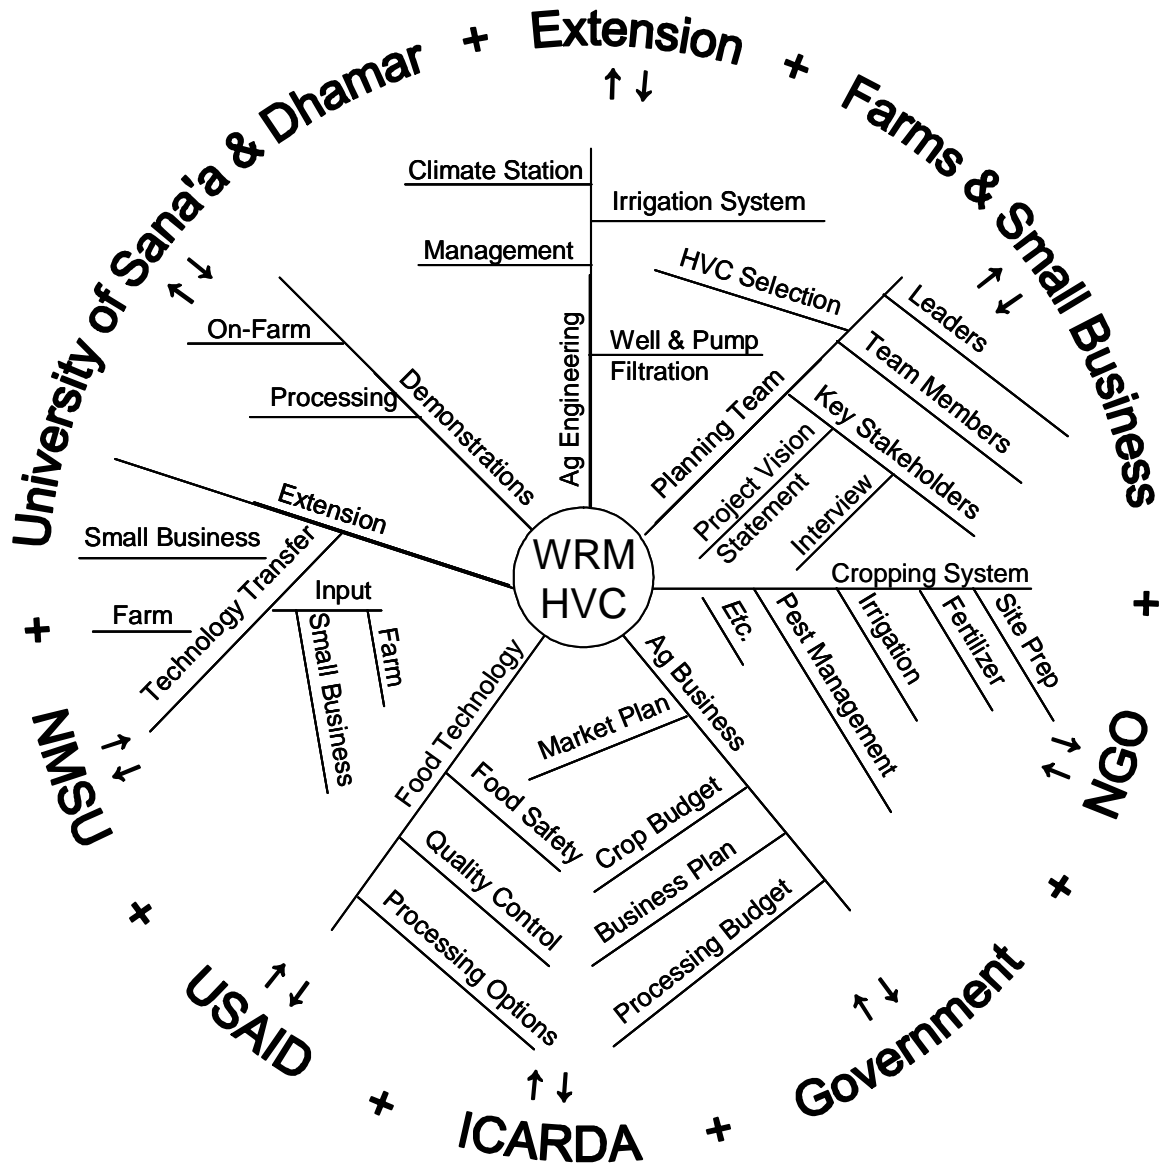 Extension
+
Farms & Small Business
+
NGO
+
Government
+
ICARDA
+
USAID
+
NMSU
+
University of Sana'a & Dhamar
+
WRM
HVC
Ag Engineering
Climate Station
Irrigation System
Management
Well & Pump
Filtration
Planning Team
HVC Selection
Leaders
Team Members
Key Stakeholders
Project Vision
Statement
Interview
Cropping System
Etc.
Pest Management
Irrigation
Fertilizer
Site Prep
Ag Business
Market Plan
Crop Budget
Business Plan
Processing Budget
Food Technology
Food Safety
Quality Control
Processing Options
Extension
Technology Transfer
Small Business
Farm
Input
Small Business
Farm
Demonstrations
On-Farm
Processing